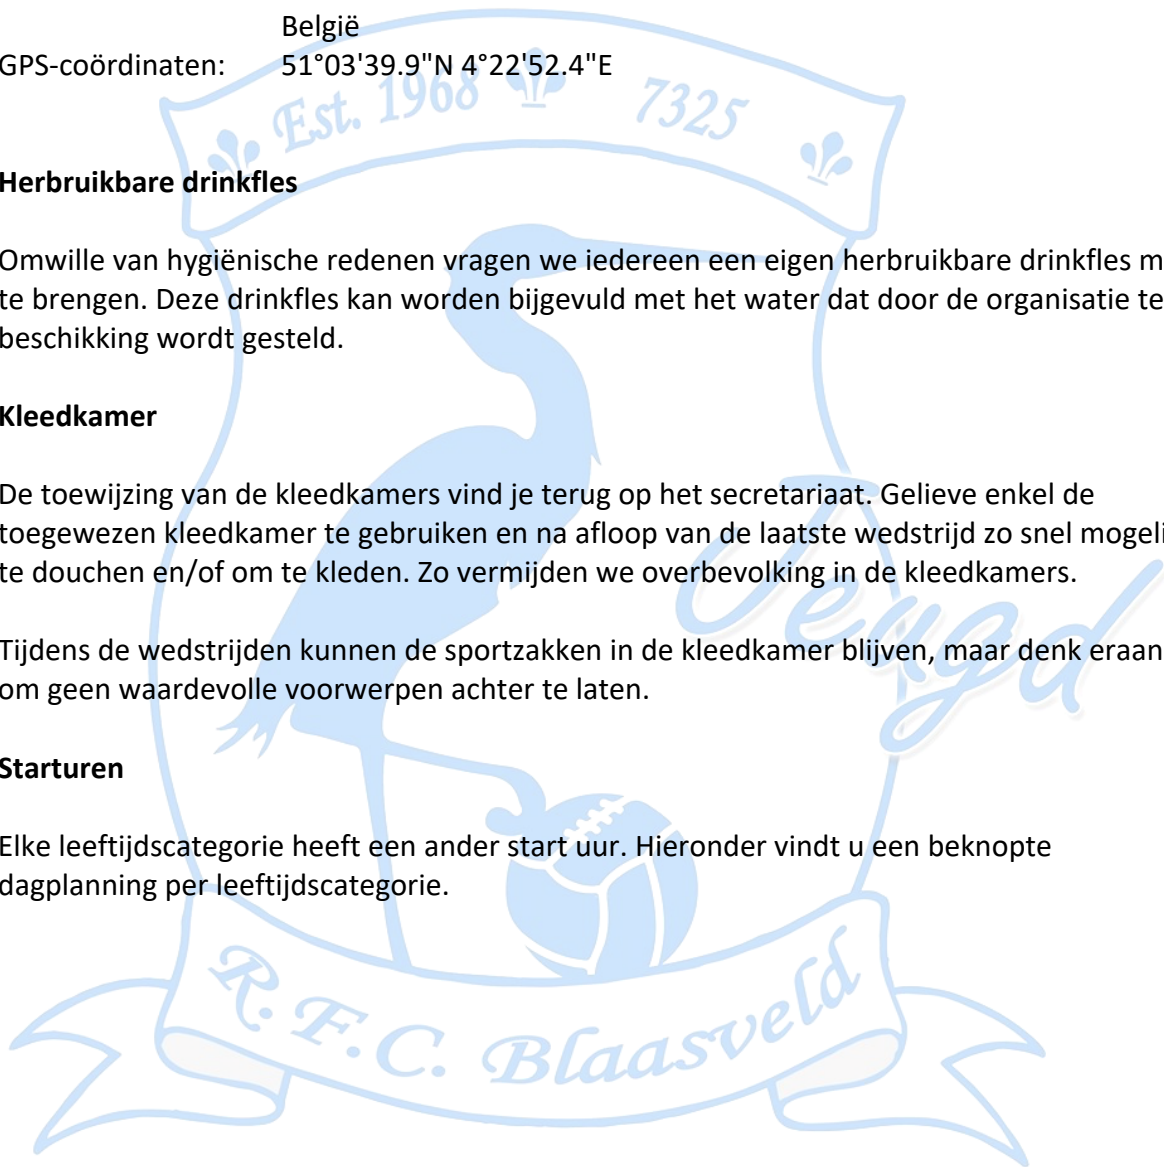 België
GPS-coördinaten: 51°03'39.9"N 4°22'52.4"E
Est. 1968 7325
Herbruikbare drinkfles
Omwille van hygiënische redenen vragen we iedereen een eigen herbruikbare drinkfles m
te brengen. Deze drinkfles kan worden bijgevuld met het water dat door de organisatie te
beschikking wordt gesteld.
Kleedkamer
De toewijzing van de kleedkamers vind je terug op het secretariaat. Gelieve enkel de
toegewezen kleedkamer te gebruiken en na afloop van de laatste wedstrijd zo snel mogeli
te douchen en/of om te kleden. Zo vermijden we overbevolking in de kleedkamers.
Jeugd
Tijdens de wedstrijden kunnen de sportzakken in de kleedkamer blijven, maar denk eraan
om geen waardevolle voorwerpen achter te laten.
Starturen
Elke leeftijdscategorie heeft een ander start uur. Hieronder vindt u een beknopte
dagplanning per leeftijdscategorie.
R.F.C. Blaasveld